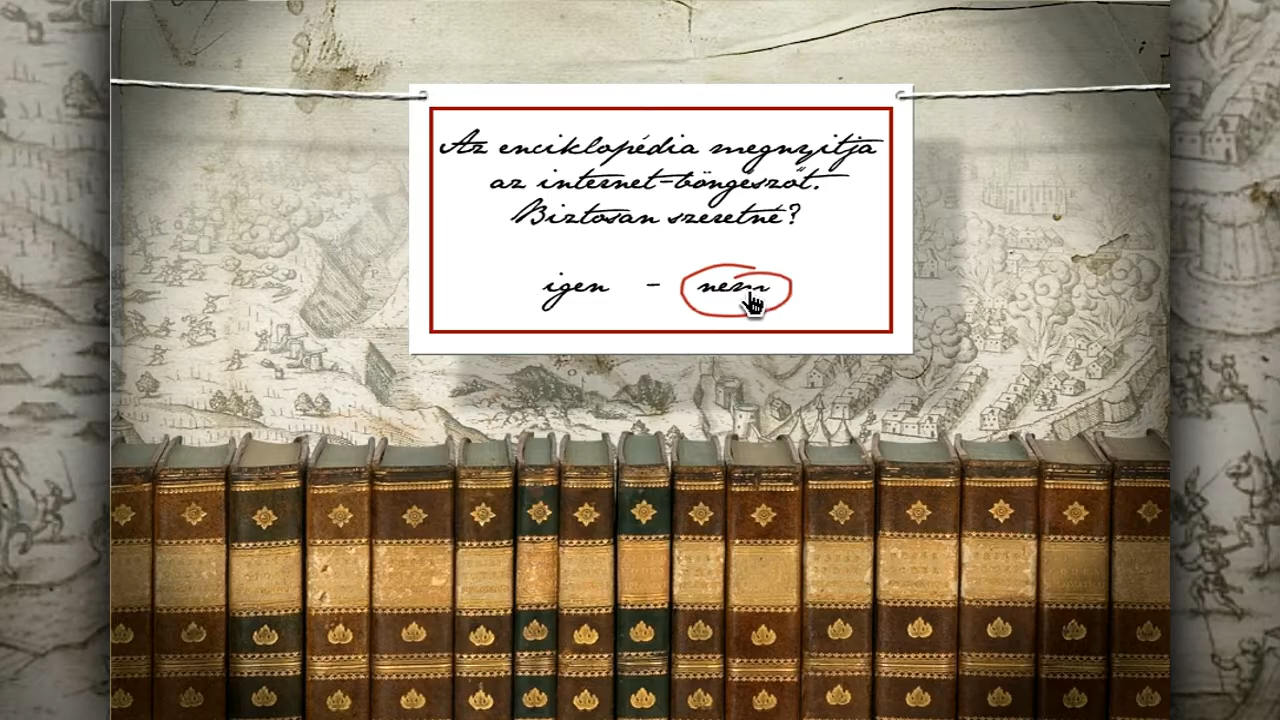 Az enciklopédia megnyitja
az internet-böngészőt.
Biztosan szeretné?
igen - nem